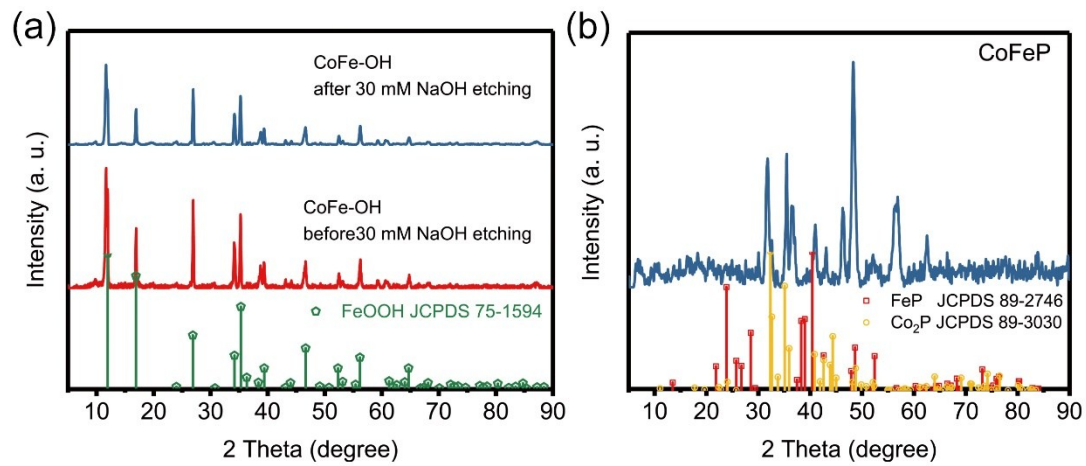 (a)
CoFe-OH
after 30 mM NaOH etching
CoFe-OH
before30 mM NaOH etching
FeOOH JCPDS 75-1594
Intensity (a. u.)
10 20 30 40 50 60 70 80 90
2 Theta (degree)
(b)
CoFeP
FeP JCPDS 89-2746
Co₂P JCPDS 89-3030
Intensity (a. u.)
10 20 30 40 50 60 70 80 90
2 Theta (degree)